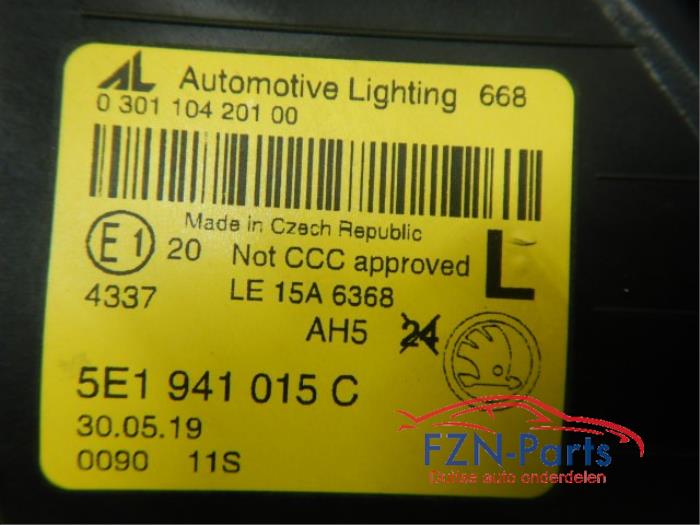 AL Automotive Lighting 668
0 301 104 201 00
Made in Czech Republic
E1 20 Not CCC approved L
4337 LE 15A 6368
AH5 24
5E1 941 015 C
30.05.19
0090 11S
FZN-Parts
Duitse auto onderdelen